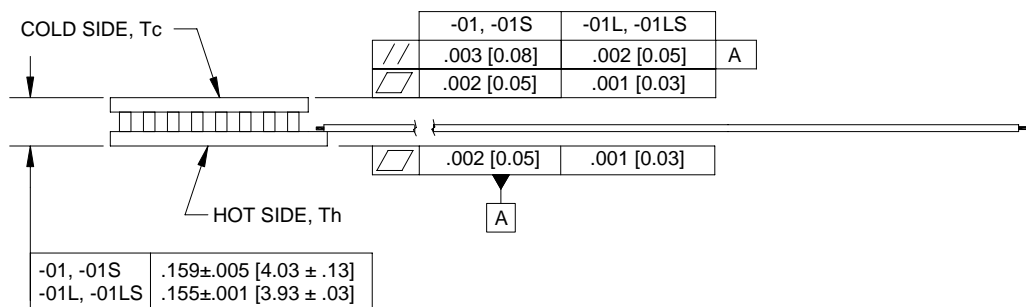 -01, -01S -01L, -01LS
COLD SIDE, Tc
// .003 [0.08] .002 [0.05] A
.002 [0.05] .001 [0.03]
.002 [0.05] .001 [0.03]
A
HOT SIDE, Th
-01, -01S .159±.005 [4.03 ± .13]
-01L, -01LS .155±.001 [3.93 ± .03]